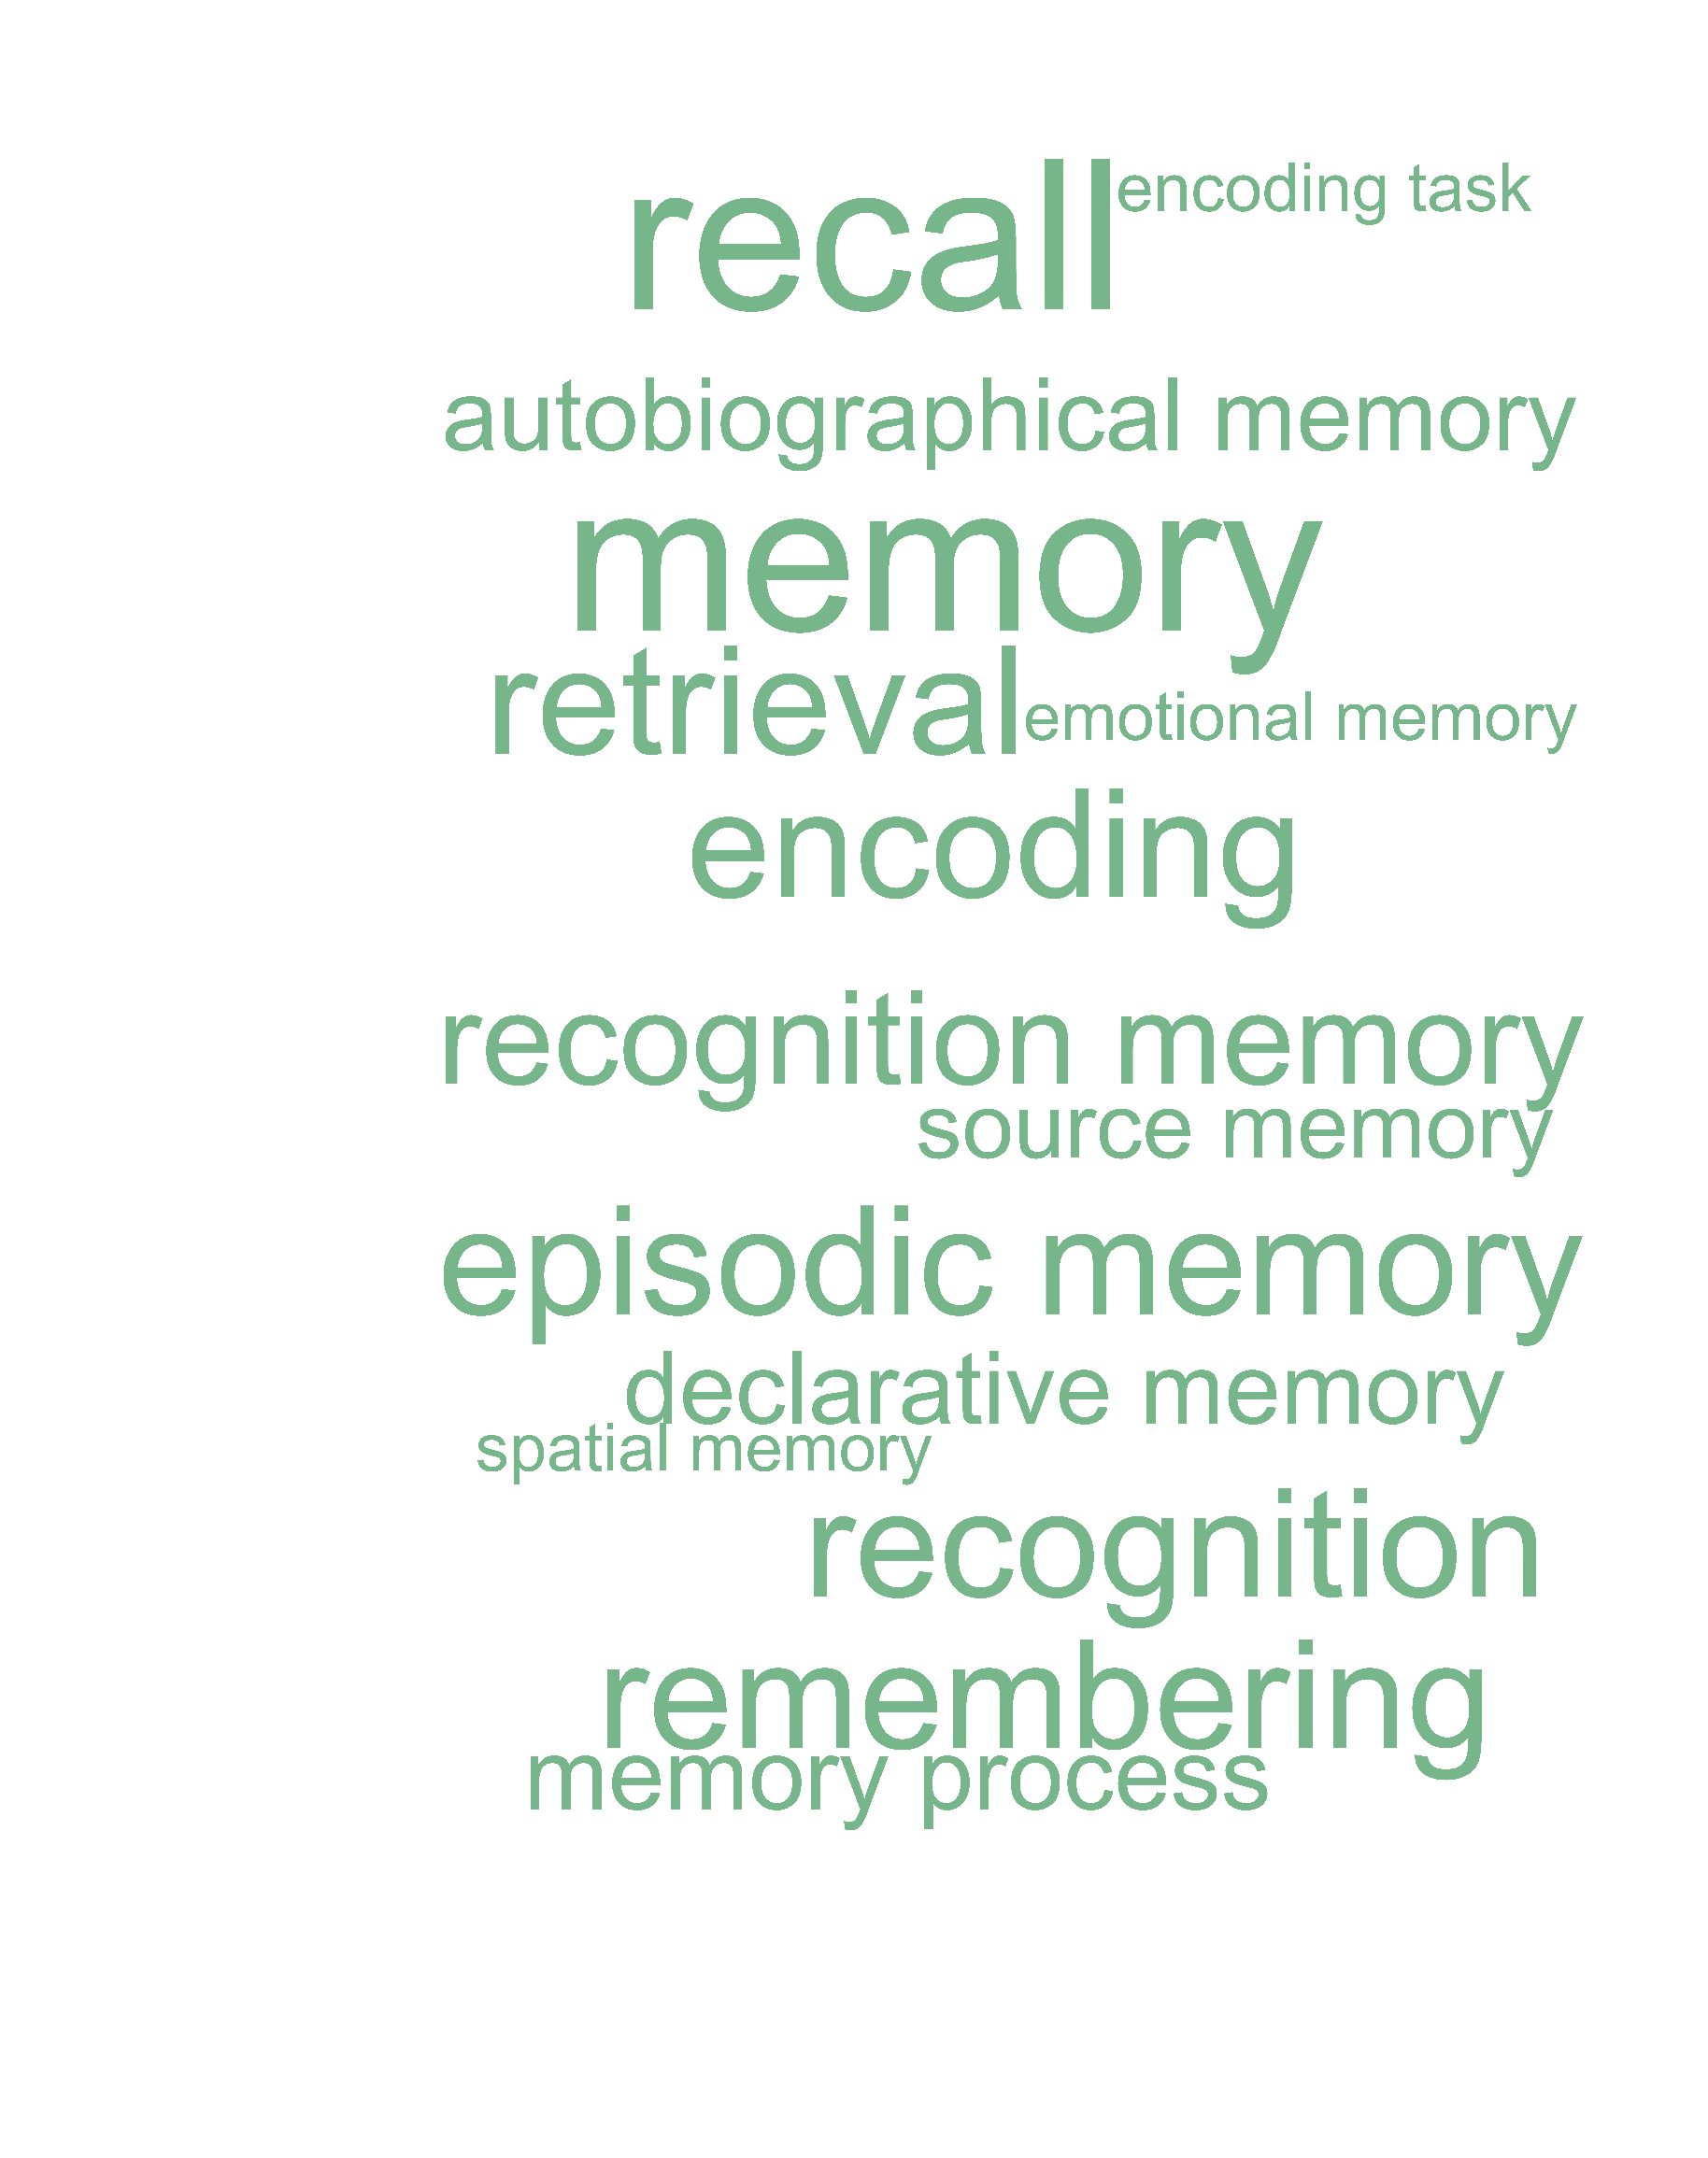 recall encoding task
autobiographical memory
memory
retrieval emotional memory
encoding
recognition memory
source memory
episodic memory
declarative memory
spatial memory
recognition
remembering
memory process